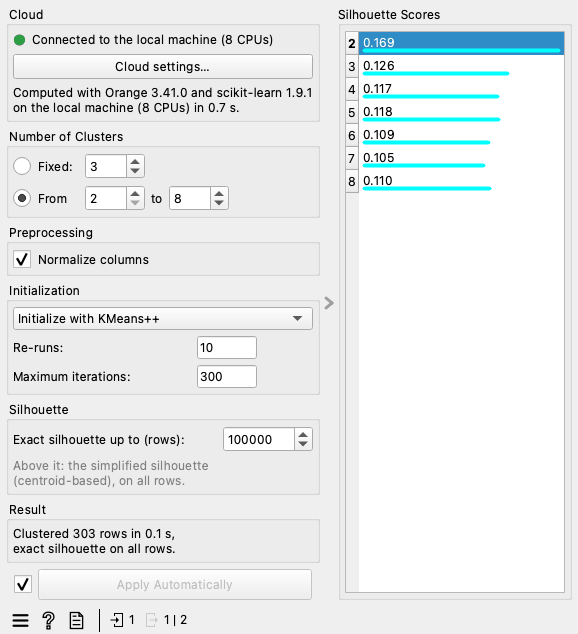 Cloud
Connected to the local machine (8 CPUs)
Cloud settings...
Computed with Orange 3.41.0 and scikit-learn 1.9.1
on the local machine (8 CPUs) in 0.7 s.
Number of Clusters
Fixed: 3
From 2 to 8
Preprocessing
Normalize columns
Initialization
Initialize with KMeans++
Re-runs: 10
Maximum iterations: 300
Silhouette
Exact silhouette up to (rows): 100000
Above it: the simplified silhouette
(centroid-based), on all rows.
Result
Clustered 303 rows in 0.1 s,
exact silhouette on all rows.
Apply Automatically
1 1 | 2
Silhouette Scores
2 0.169
3 0.126
4 0.117
5 0.118
6 0.109
7 0.105
8 0.110